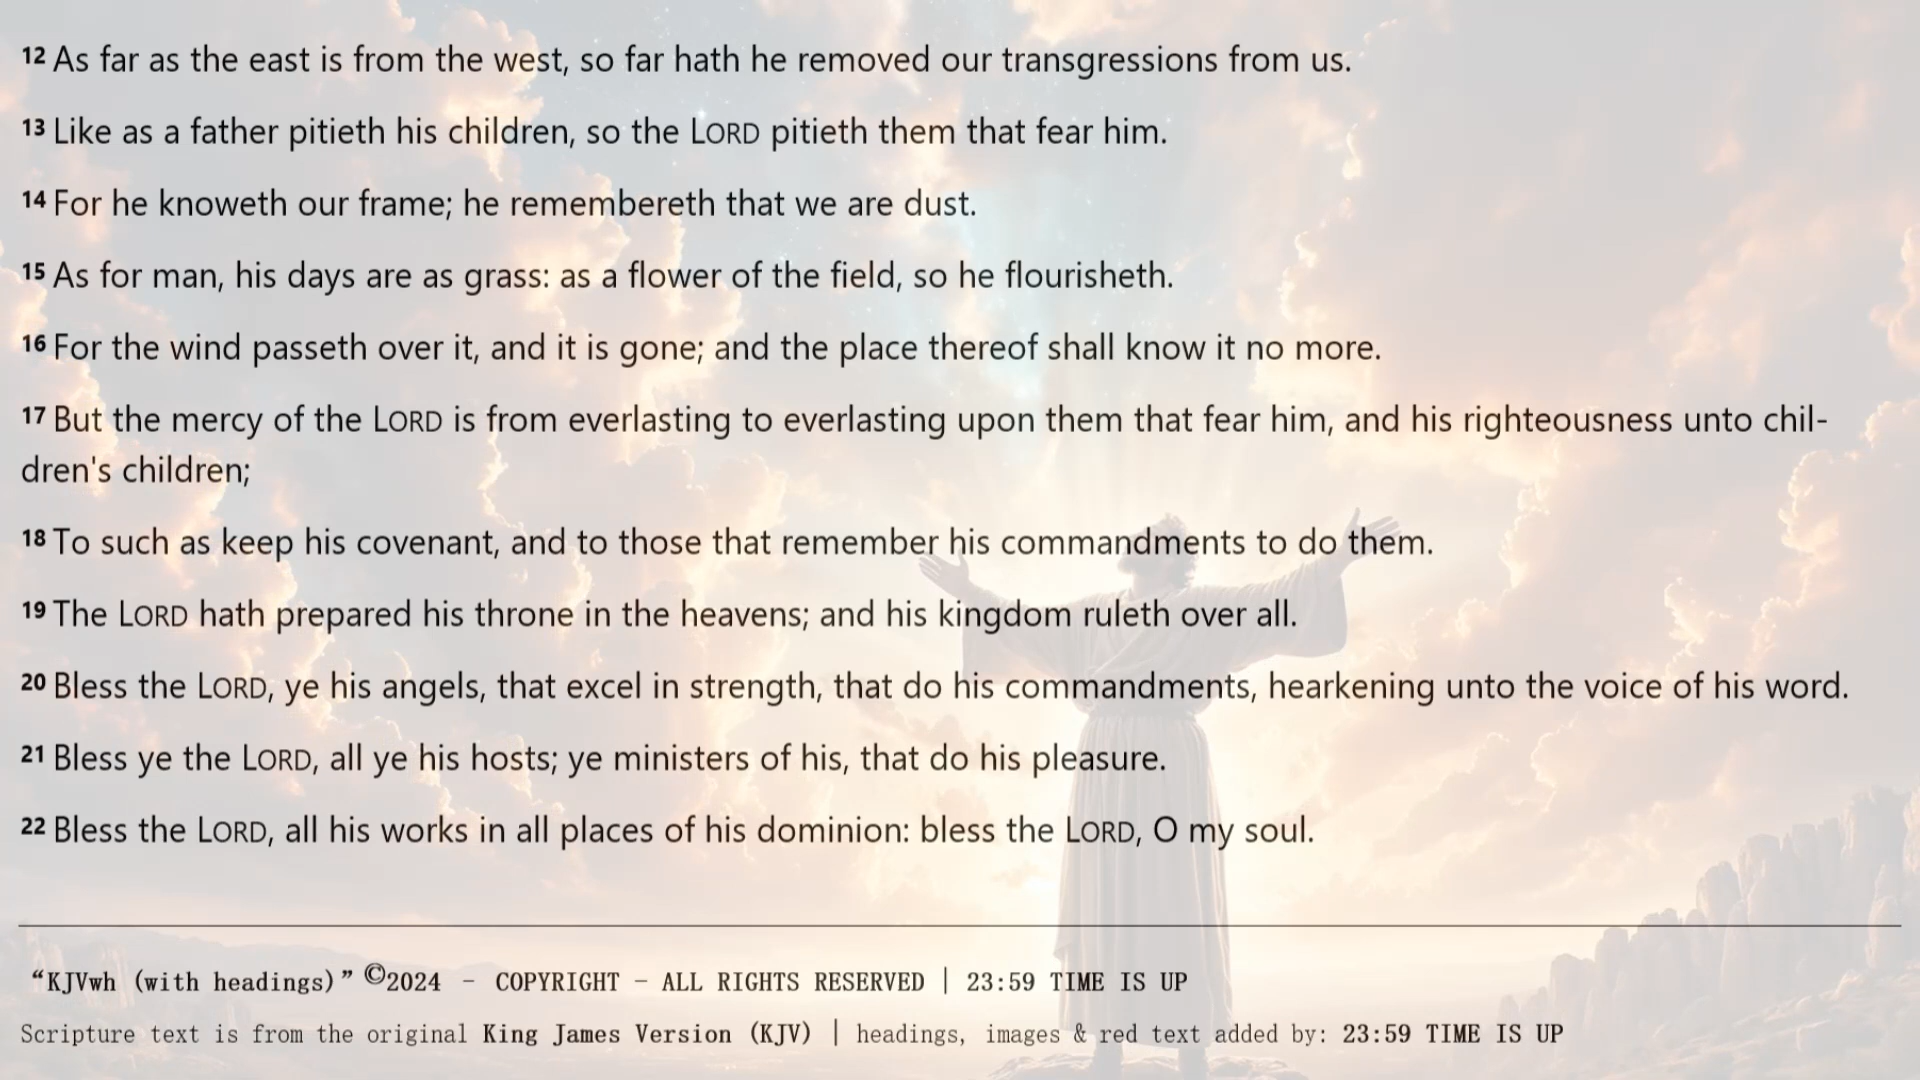 12 As far as the east is from the west, so far hath he removed our transgressions from us.
13 Like as a father pitieth his children, so the LORD pitieth them that fear him.
14 For he knoweth our frame; he remembereth that we are dust.
15 As for man, his days are as grass: as a flower of the field, so he flourisheth.
16 For the wind passeth over it, and it is gone; and the place thereof shall know it no more.
17 But the mercy of the LORD is from everlasting to everlasting upon them that fear him, and his righteousness unto chil-
dren's children;
18 To such as keep his covenant, and to those that remember his commandments to do them.
19 The LORD hath prepared his throne in the heavens; and his kingdom ruleth over all.
20 Bless the LORD, ye his angels, that excel in strength, that do his commandments, hearkening unto the voice of his word.
21 Bless ye the LORD, all ye his hosts; ye ministers of his, that do his pleasure.
22 Bless the LORD, all his works in all places of his dominion: bless the LORD, O my soul.
“KJVwh (with headings)” ©2024 – COPYRIGHT – ALL RIGHTS RESERVED | 23:59 TIME IS UP
Scripture text is from the original King James Version (KJV) | headings, images & red text added by: 23:59 TIME IS UP